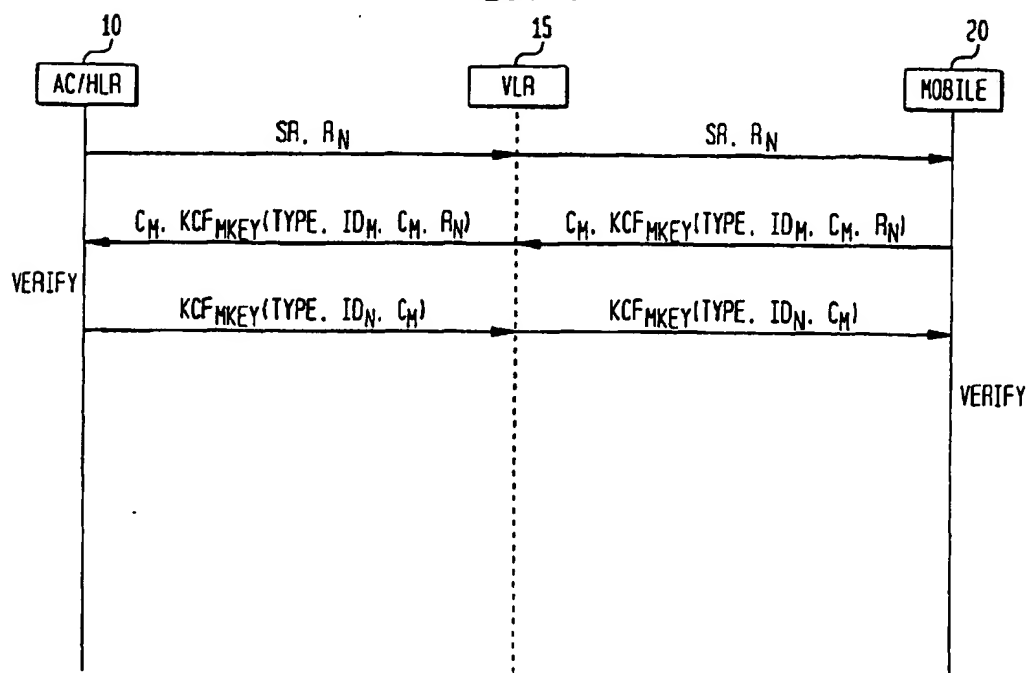 10
15
20
AC/HLR
VLR
MOBILE
SR, R_N
SR, R_N
C_M, KCF_MKEY(TYPE, ID_M, C_M, R_N)
C_M, KCF_MKEY(TYPE, ID_M, C_M, R_N)
VERIFY
KCF_MKEY(TYPE, ID_N, C_M)
KCF_MKEY(TYPE, ID_N, C_M)
VERIFY